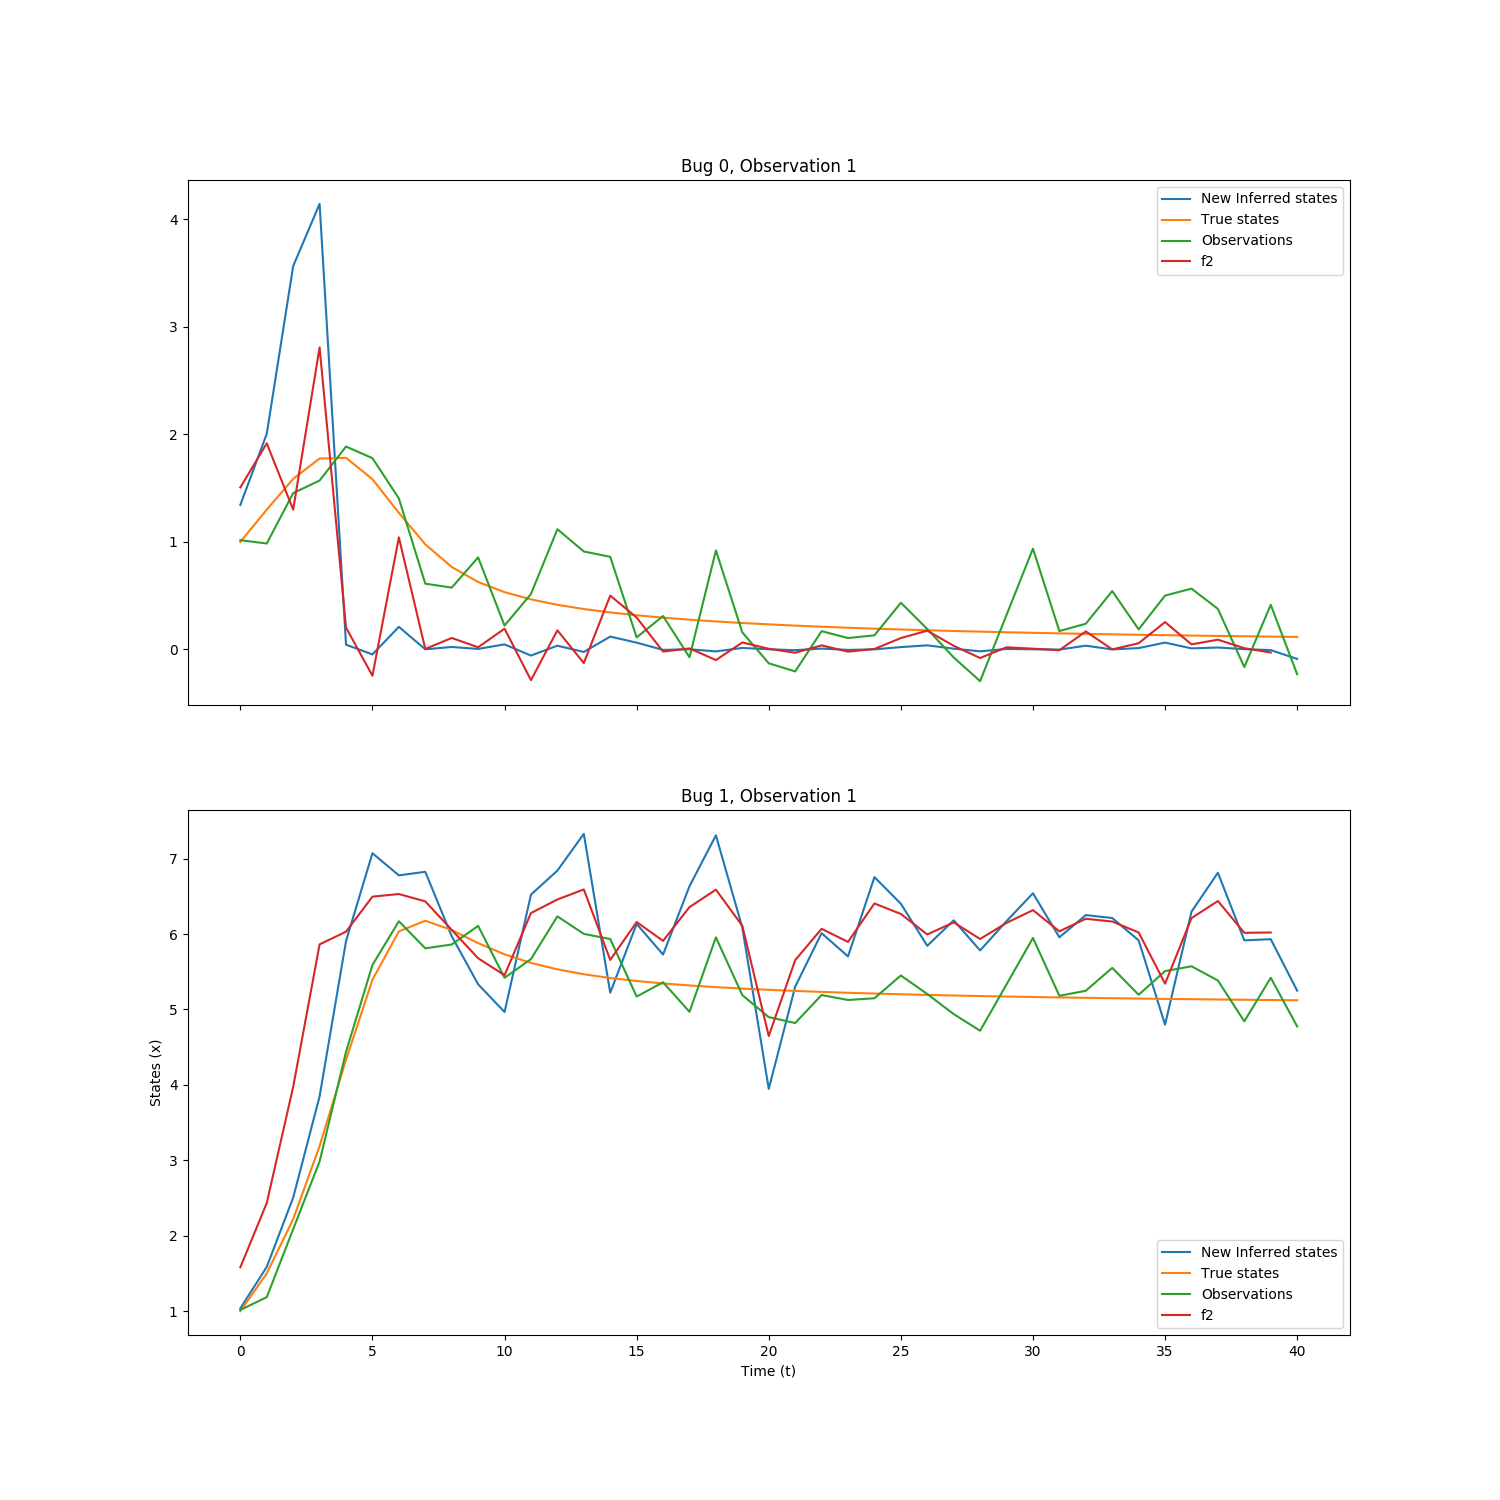 Bug 0, Observation 1
4
3
2
1
0
New Inferred states
True states
Observations
f2
Bug 1, Observation 1
States (x)
7
6
5
4
3
2
1
New Inferred states
True states
Observations
f2
0 5 10 15 20 25 30 35 40
Time (t)